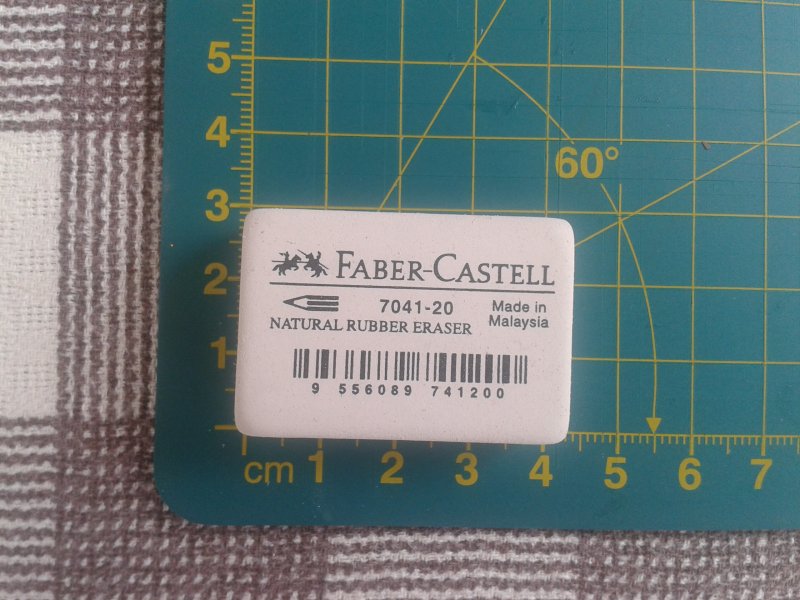 5
4
60°
3
FABER-CASTELL
2
7041-20
Made in
Malaysia
NATURAL RUBBER ERASER
1
9 556089 741200
cm 1 2 3 4 5 6 7